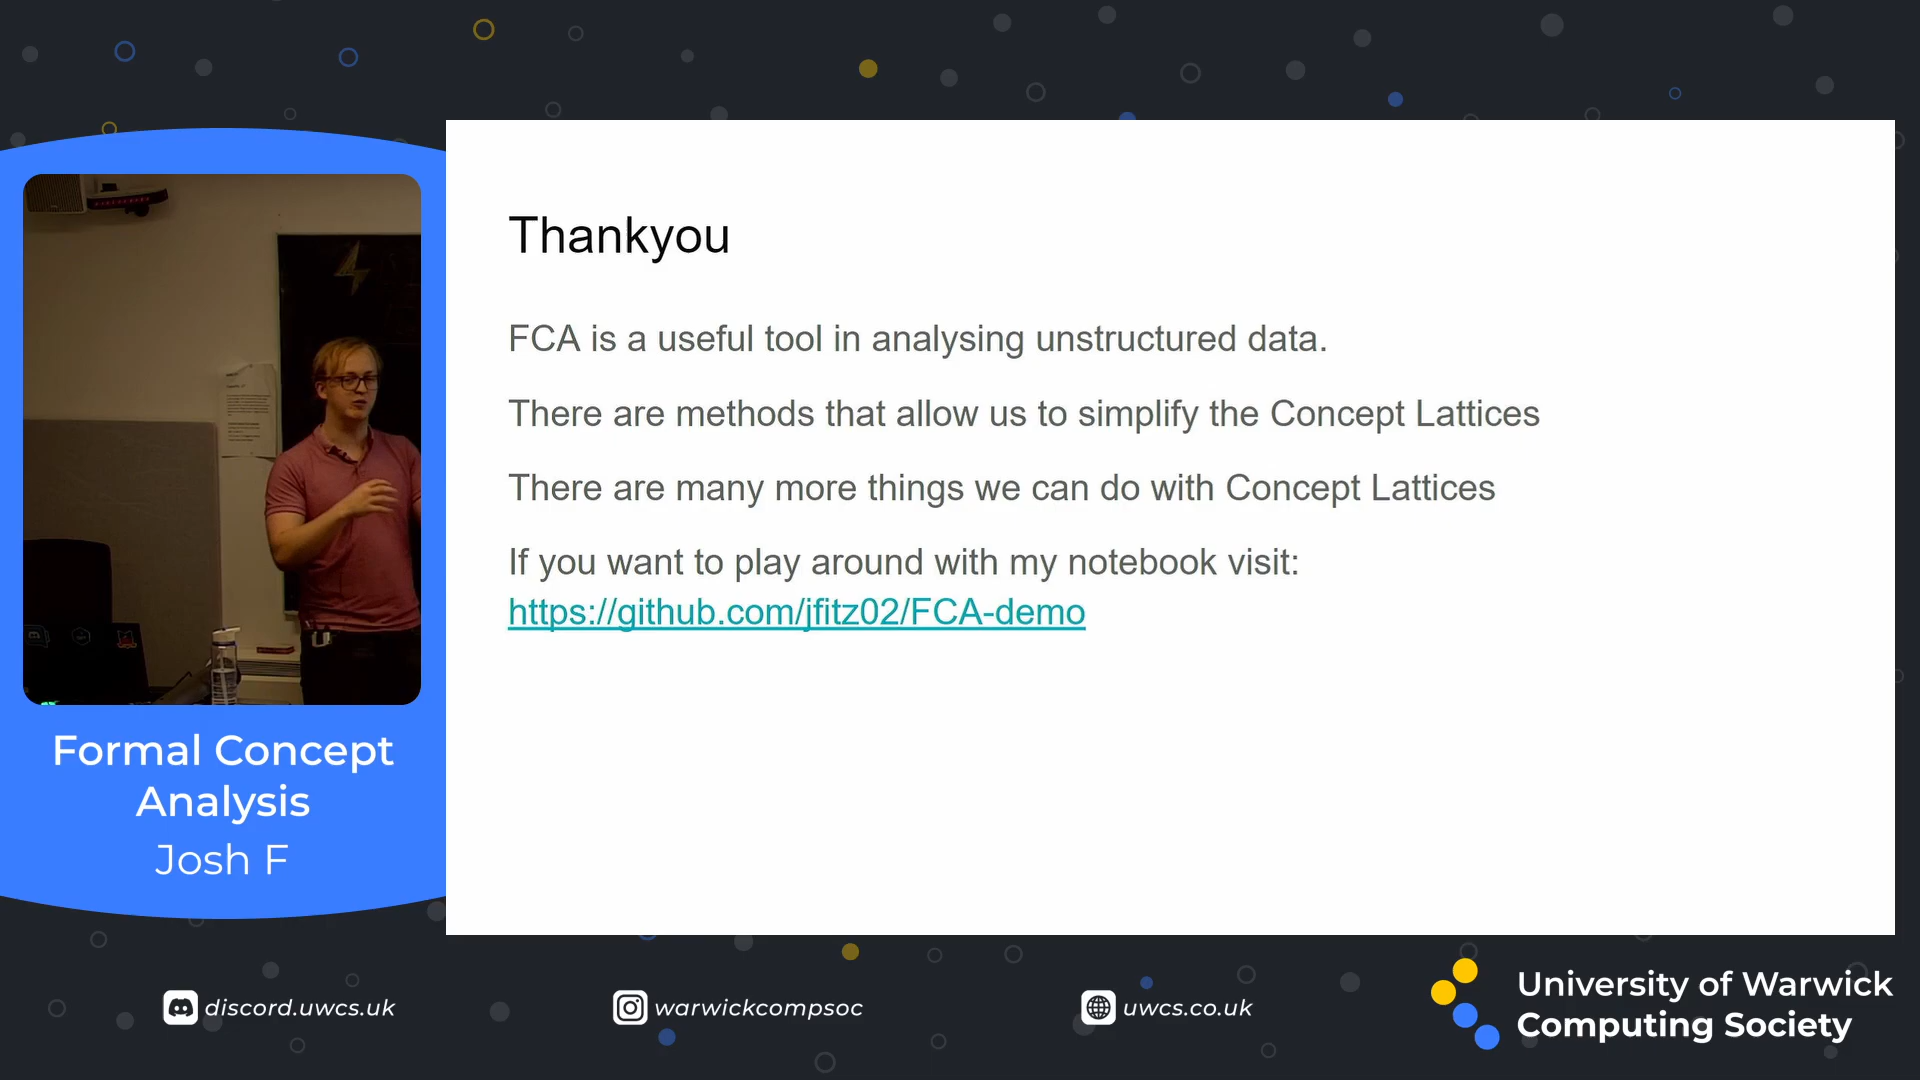 Thankyou
FCA is a useful tool in analysing unstructured data.
There are methods that allow us to simplify the Concept Lattices
There are many more things we can do with Concept Lattices
If you want to play around with my notebook visit:
https://github.com/jfitz02/FCA-demo
Formal Concept
Analysis
Josh F
discord.uwcs.uk
warwickcompsoc
uwcs.co.uk
University of Warwick
Computing Society